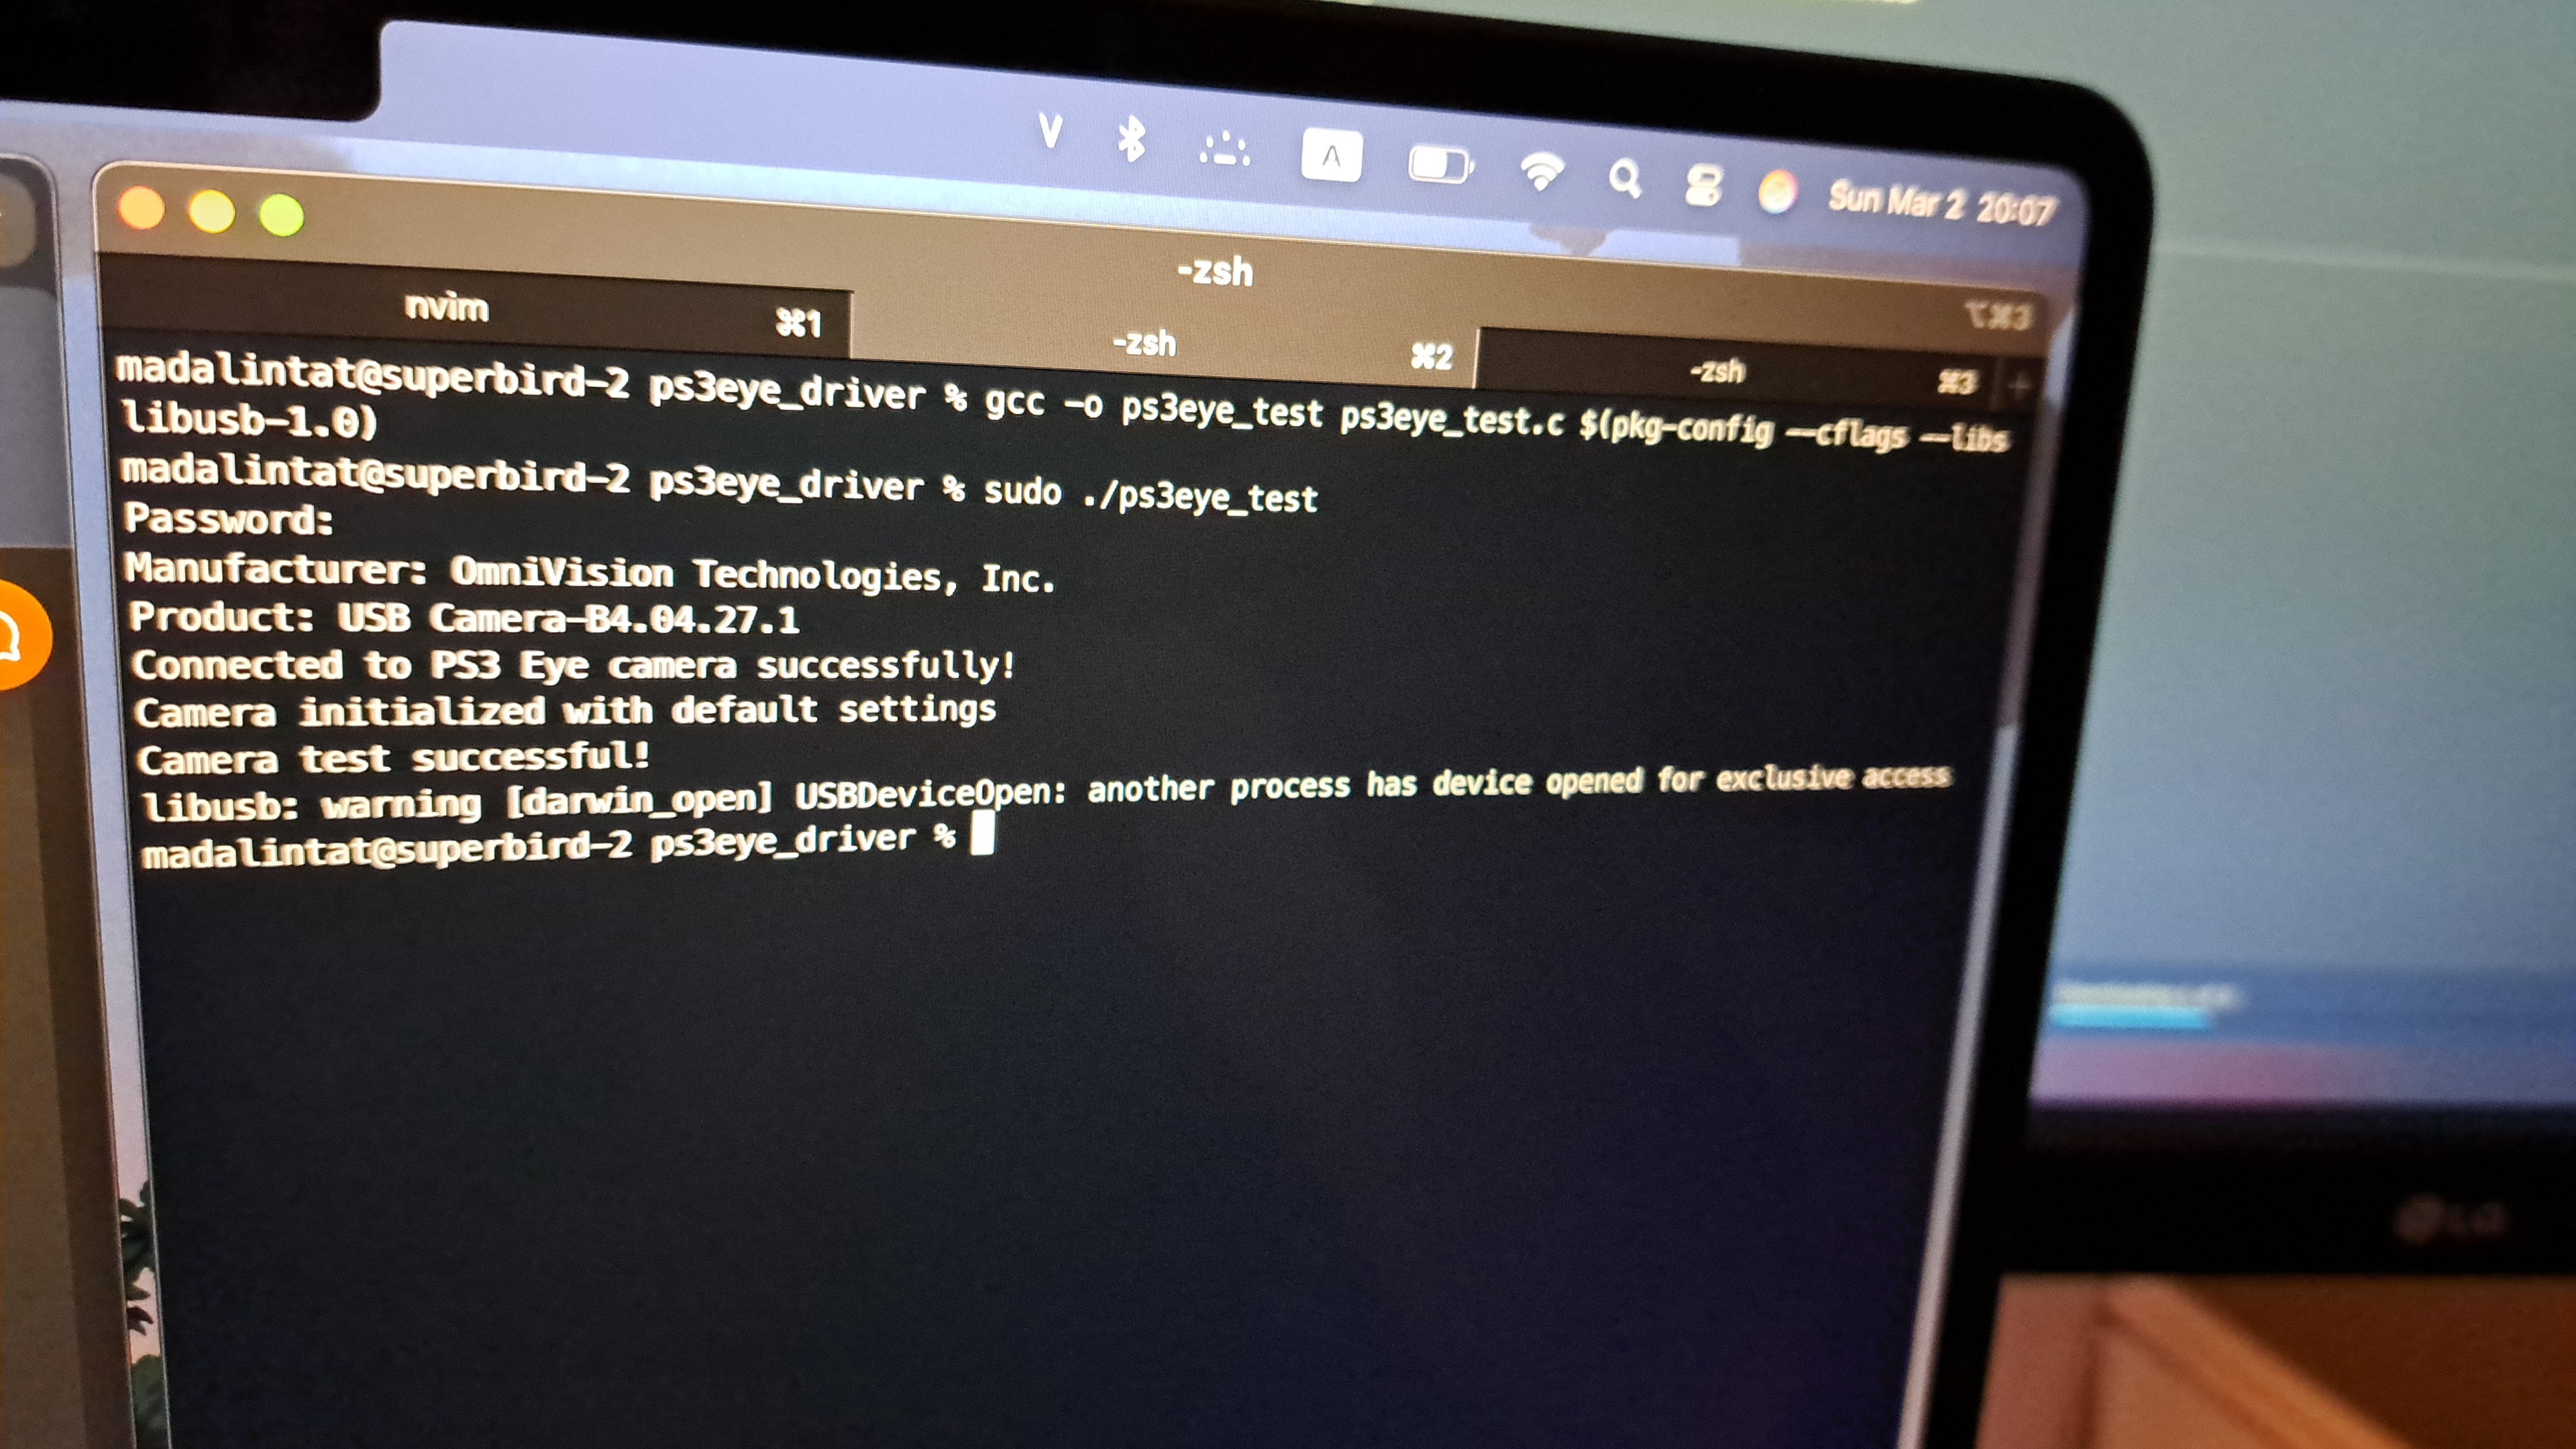 V A Sun Mar 2 20:07
-zsh ⌥⌘3
nvim ⌘1 -zsh ⌘2 -zsh ⌘3 +
madalintat@superbird-2 ps3eye_driver % gcc -o ps3eye_test ps3eye_test.c $(pkg-config --cflags --libs
libusb-1.0)
madalintat@superbird-2 ps3eye_driver % sudo ./ps3eye_test
Password:
Manufacturer: OmniVision Technologies, Inc.
Product: USB Camera-B4.04.27.1
Connected to PS3 Eye camera successfully!
Camera initialized with default settings
Camera test successful!
libusb: warning [darwin_open] USBDeviceOpen: another process has device opened for exclusive access
madalintat@superbird-2 ps3eye_driver %
LG